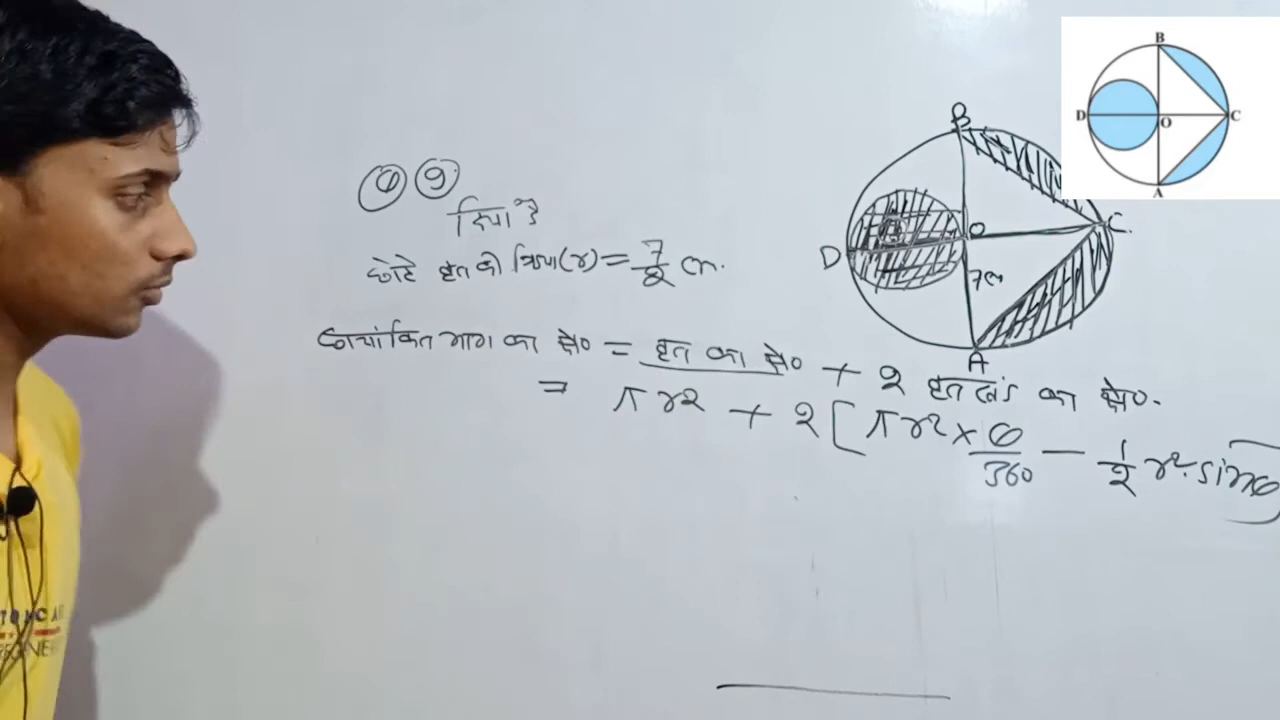 B
D
O
C
A
9
B
दिया है
O
C.
D
छोटे वृत्त की त्रिज्या (r) = 7/2 cm.
7cm
A
छायांकित भाग का क्षे० = वृत्त का क्षे० + 2 वृत्तखंड का क्षे०.
= πr2 + 2 [πr2 × θ/360 - 1/2 r2. sinθ]